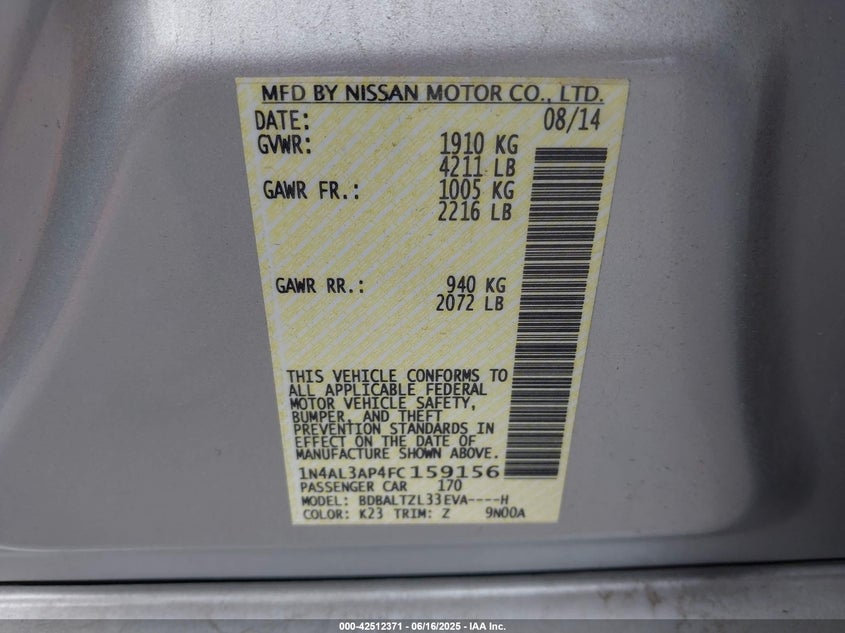 MFD BY NISSAN MOTOR CO., LTD.
DATE: 08/14
GVWR: 1910 KG
4211 LB
GAWR FR.: 1005 KG
2216 LB
GAWR RR.: 940 KG
2072 LB
THIS VEHICLE CONFORMS TO
ALL APPLICABLE FEDERAL
MOTOR VEHICLE SAFETY,
BUMPER, AND THEFT
PREVENTION STANDARDS IN
EFFECT ON THE DATE OF
MANUFACTURE SHOWN ABOVE.
1N4AL3AP4FC159156
PASSENGER CAR 170
MODEL: BDBALTZL33EVA----H
COLOR: K23 TRIM: Z 9N00A
000-42512371 - 06/16/2025 - IAA Inc.